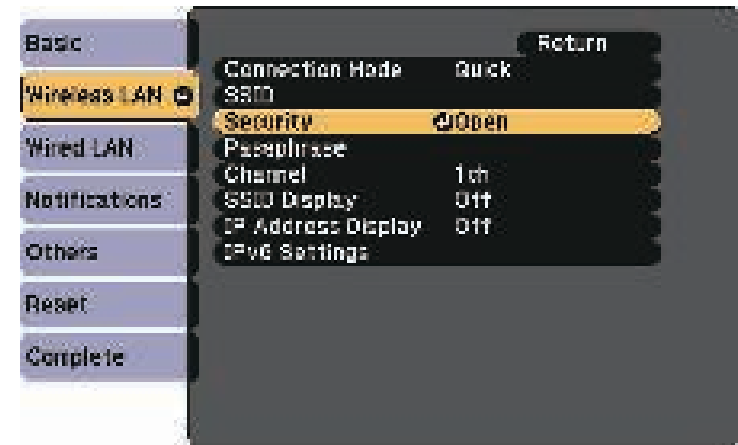 Basic
Wireless LAN
Wired LAN
Notifications
Others
Reset
Complete
Return
Connection Mode Quick
SSID
Security Open
Passphrase
Channel 1ch
SSID Display Off
IP Address Display Off
IPv6 Settings